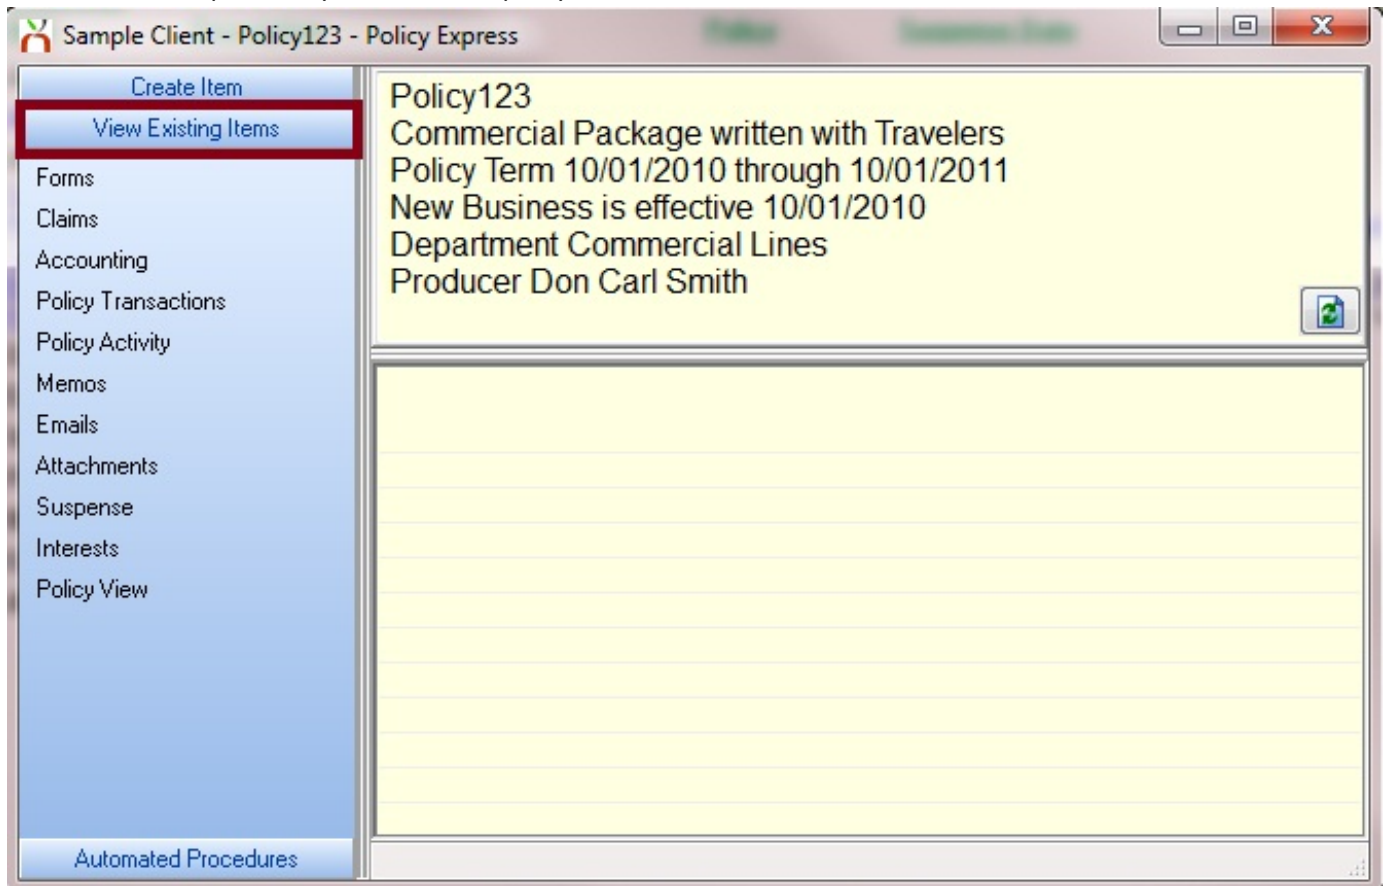 Sample Client - Policy123 - Policy Express
Create Item
View Existing Items
Forms
Claims
Accounting
Policy Transactions
Policy Activity
Memos
Emails
Attachments
Suspense
Interests
Policy View
Automated Procedures
Policy123
Commercial Package written with Travelers
Policy Term 10/01/2010 through 10/01/2011
New Business is effective 10/01/2010
Department Commercial Lines
Producer Don Carl Smith